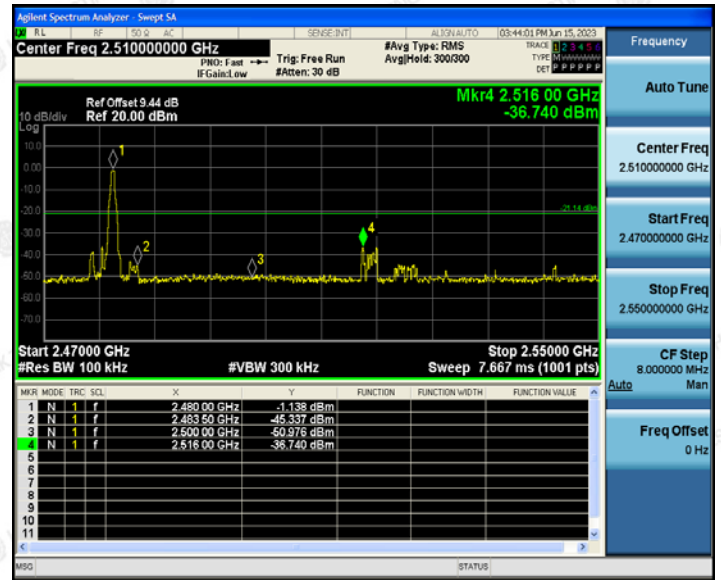 Agilent Spectrum Analyzer - Swept SA
RL RF 50 Ω AC SENSE:INT ALIGNAUTO 03:44:01 PM Jun 15, 2023
Center Freq 2.510000000 GHz
PNO: Fast
IFGain:Low
Trig: Free Run
#Atten: 30 dB
#Avg Type: RMS
Avg|Hold: 300/300
TRACE 1 2 3 4 5 6
TYPE M
DET P P P P P P
Mkr4 2.516 00 GHz
-36.740 dBm
Ref Offset 9.44 dB
Ref 20.00 dBm
10 dB/div
Log
10.0
0.00
-10.0
-20.0
-30.0
-40.0
-50.0
-60.0
-70.0
1
2
3
4
-21.14 dBm
Start 2.47000 GHz Stop 2.55000 GHz
#Res BW 100 kHz #VBW 300 kHz Sweep 7.667 ms (1001 pts)
MKR MODE TRC SCL X Y FUNCTION FUNCTION WIDTH FUNCTION VALUE
1 N 1 f 2.480 00 GHz -1.138 dBm
2 N 1 f 2.483 50 GHz -45.337 dBm
3 N 1 f 2.500 00 GHz -50.976 dBm
4 N 1 f 2.516 00 GHz -36.740 dBm
5
6
7
8
9
10
11
MSG STATUS
Frequency
Auto Tune
Center Freq
2.510000000 GHz
Start Freq
2.470000000 GHz
Stop Freq
2.550000000 GHz
CF Step
8.000000 MHz
Auto Man
Freq Offset
0 Hz